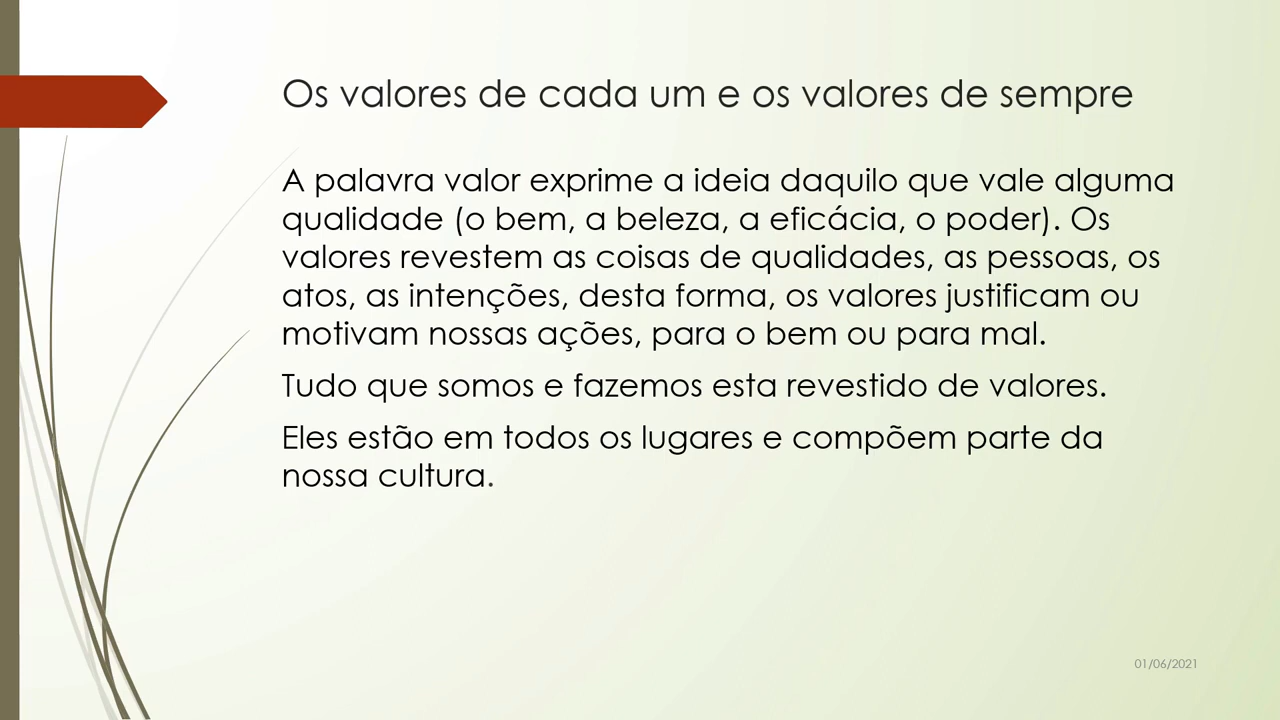 Os valores de cada um e os valores de sempre
A palavra valor exprime a ideia daquilo que vale alguma
qualidade (o bem, a beleza, a eficácia, o poder). Os
valores revestem as coisas de qualidades, as pessoas, os
atos, as intenções, desta forma, os valores justificam ou
motivam nossas ações, para o bem ou para mal.
Tudo que somos e fazemos esta revestido de valores.
Eles estão em todos os lugares e compõem parte da
nossa cultura.
01/06/2021